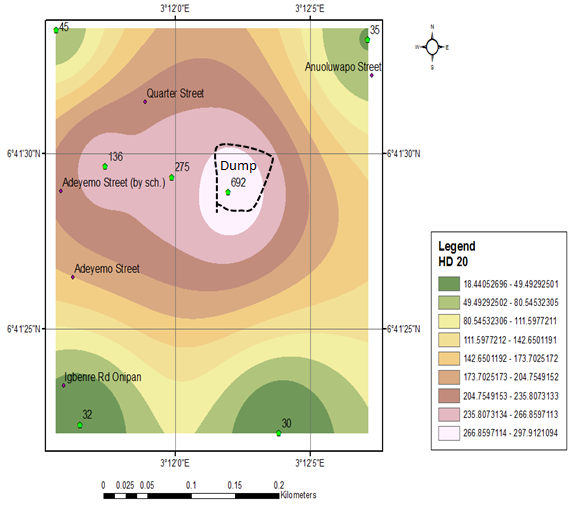 3°12'0"E 3°12'5"E
45 35
Anuoluwapo Street
Quarter Street
N
W E
S
6°41'30"N 6°41'30"N
136 275 Dump
Adeyemo Street (by sch.) 692
Adeyemo Street
6°41'25"N 6°41'25"N
Igbenre Rd Onipan
32 30
3°12'0"E 3°12'5"E
0 0.025 0.05 0.1 0.15 0.2
Kilometers
Legend
HD 20
18.44052696 - 49.49292501
49.49292502 - 80.54532305
80.54532306 - 111.5977211
111.5977212 - 142.6501191
142.6501192 - 173.7025172
173.7025173 - 204.7549152
204.7549153 - 235.8073133
235.8073134 - 266.8597113
266.8597114 - 297.9121094